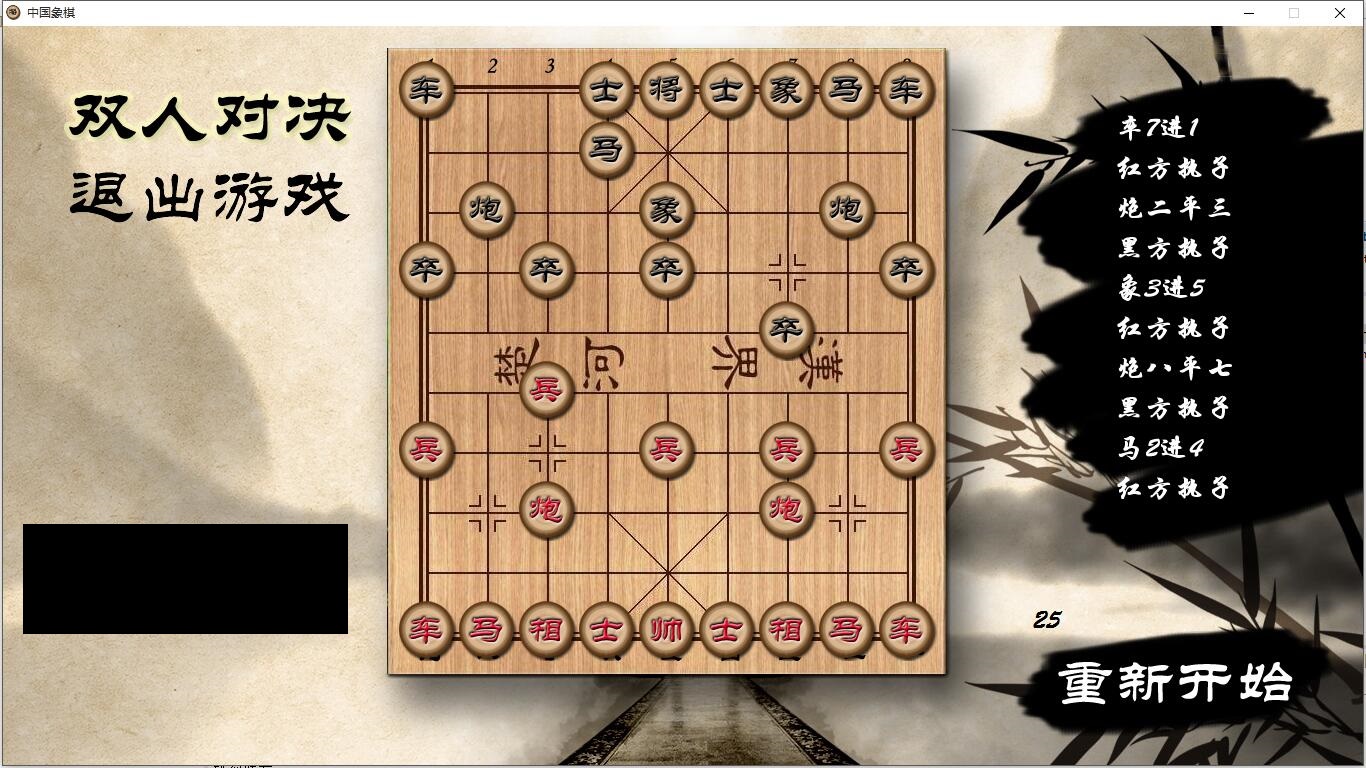 中国象棋
双人对决
退出游戏
2 3
车 士 将 士 象 马 车
马
炮 象 炮
卒 卒 卒 卒
卒
楚 河 界 漢
兵
兵 兵 兵 兵
炮 炮
车 马 相 士 帅 士 相 马 车
卒7进1
红方执子
炮二平三
黑方执子
象3进5
红方执子
炮八平七
黑方执子
马2进4
红方执子
25
重新开始